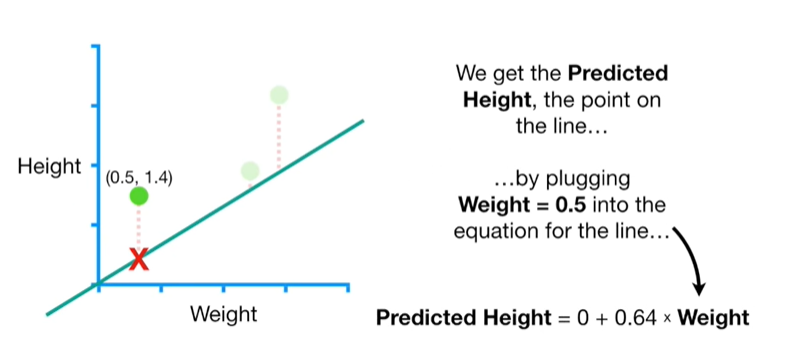 We get the Predicted
Height, the point on
the line…
Height
(0.5, 1.4)
…by plugging
Weight = 0.5 into the
equation for the line…
X
Weight
Predicted Height = 0 + 0.64 × Weight